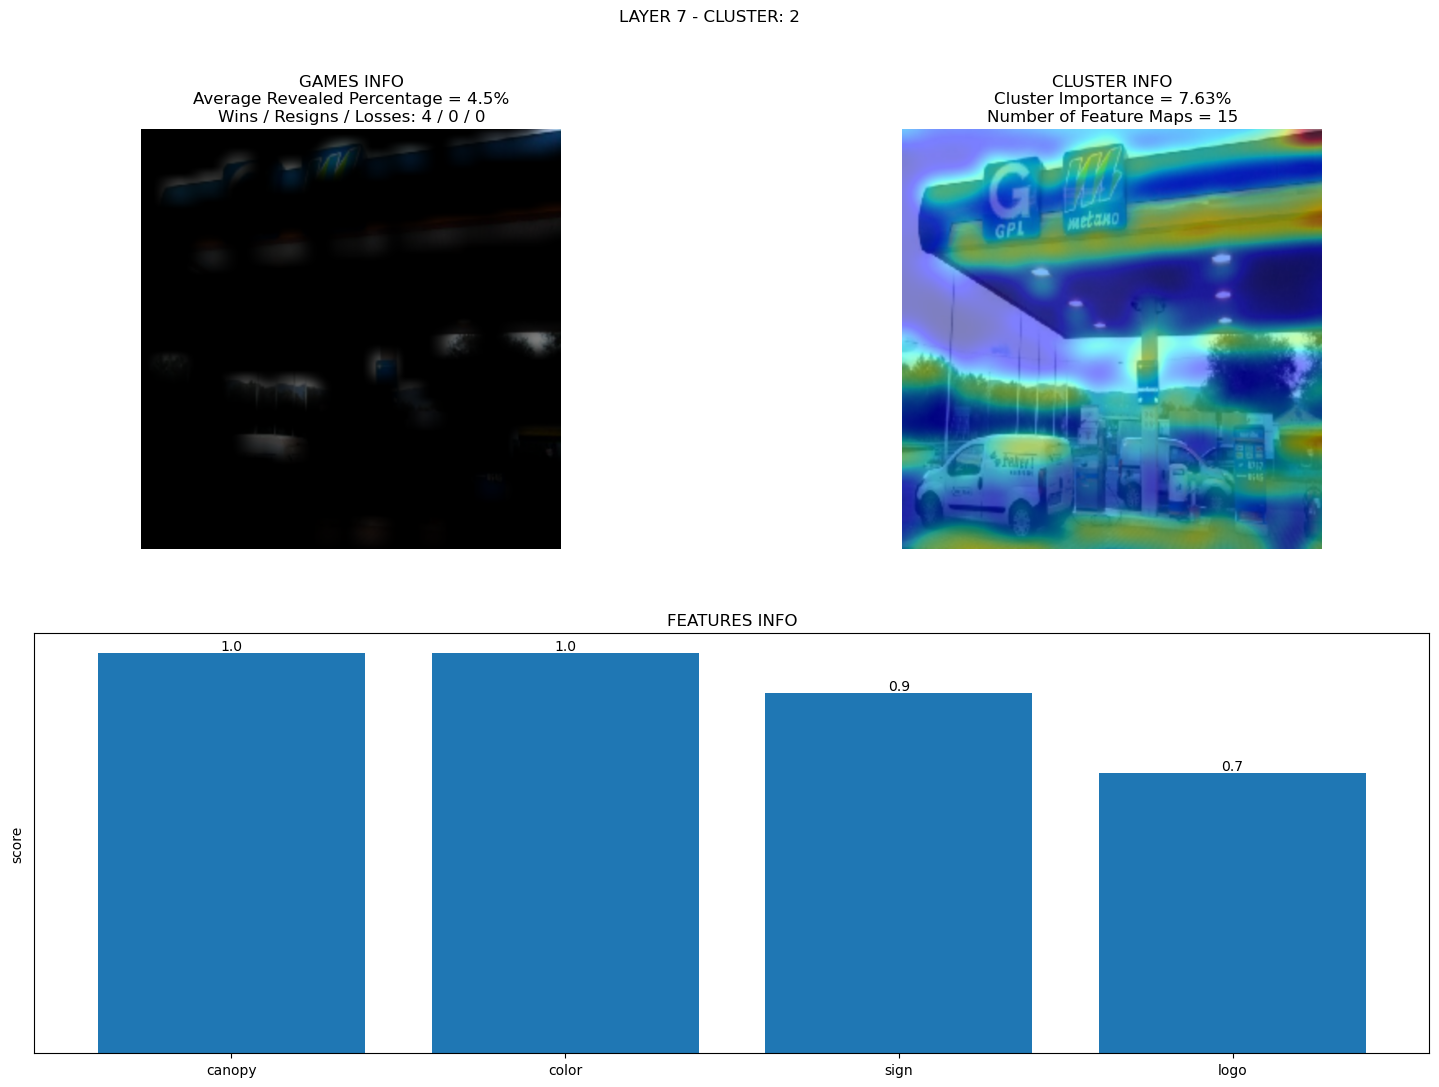 LAYER 7 - CLUSTER: 2
GAMES INFO
Average Revealed Percentage = 4.5%
Wins / Resigns / Losses: 4 / 0 / 0
CLUSTER INFO
Cluster Importance = 7.63%
Number of Feature Maps = 15
G
GPL
metano
FEATURES INFO
score
1.0
1.0
0.9
0.7
canopy
color
sign
logo